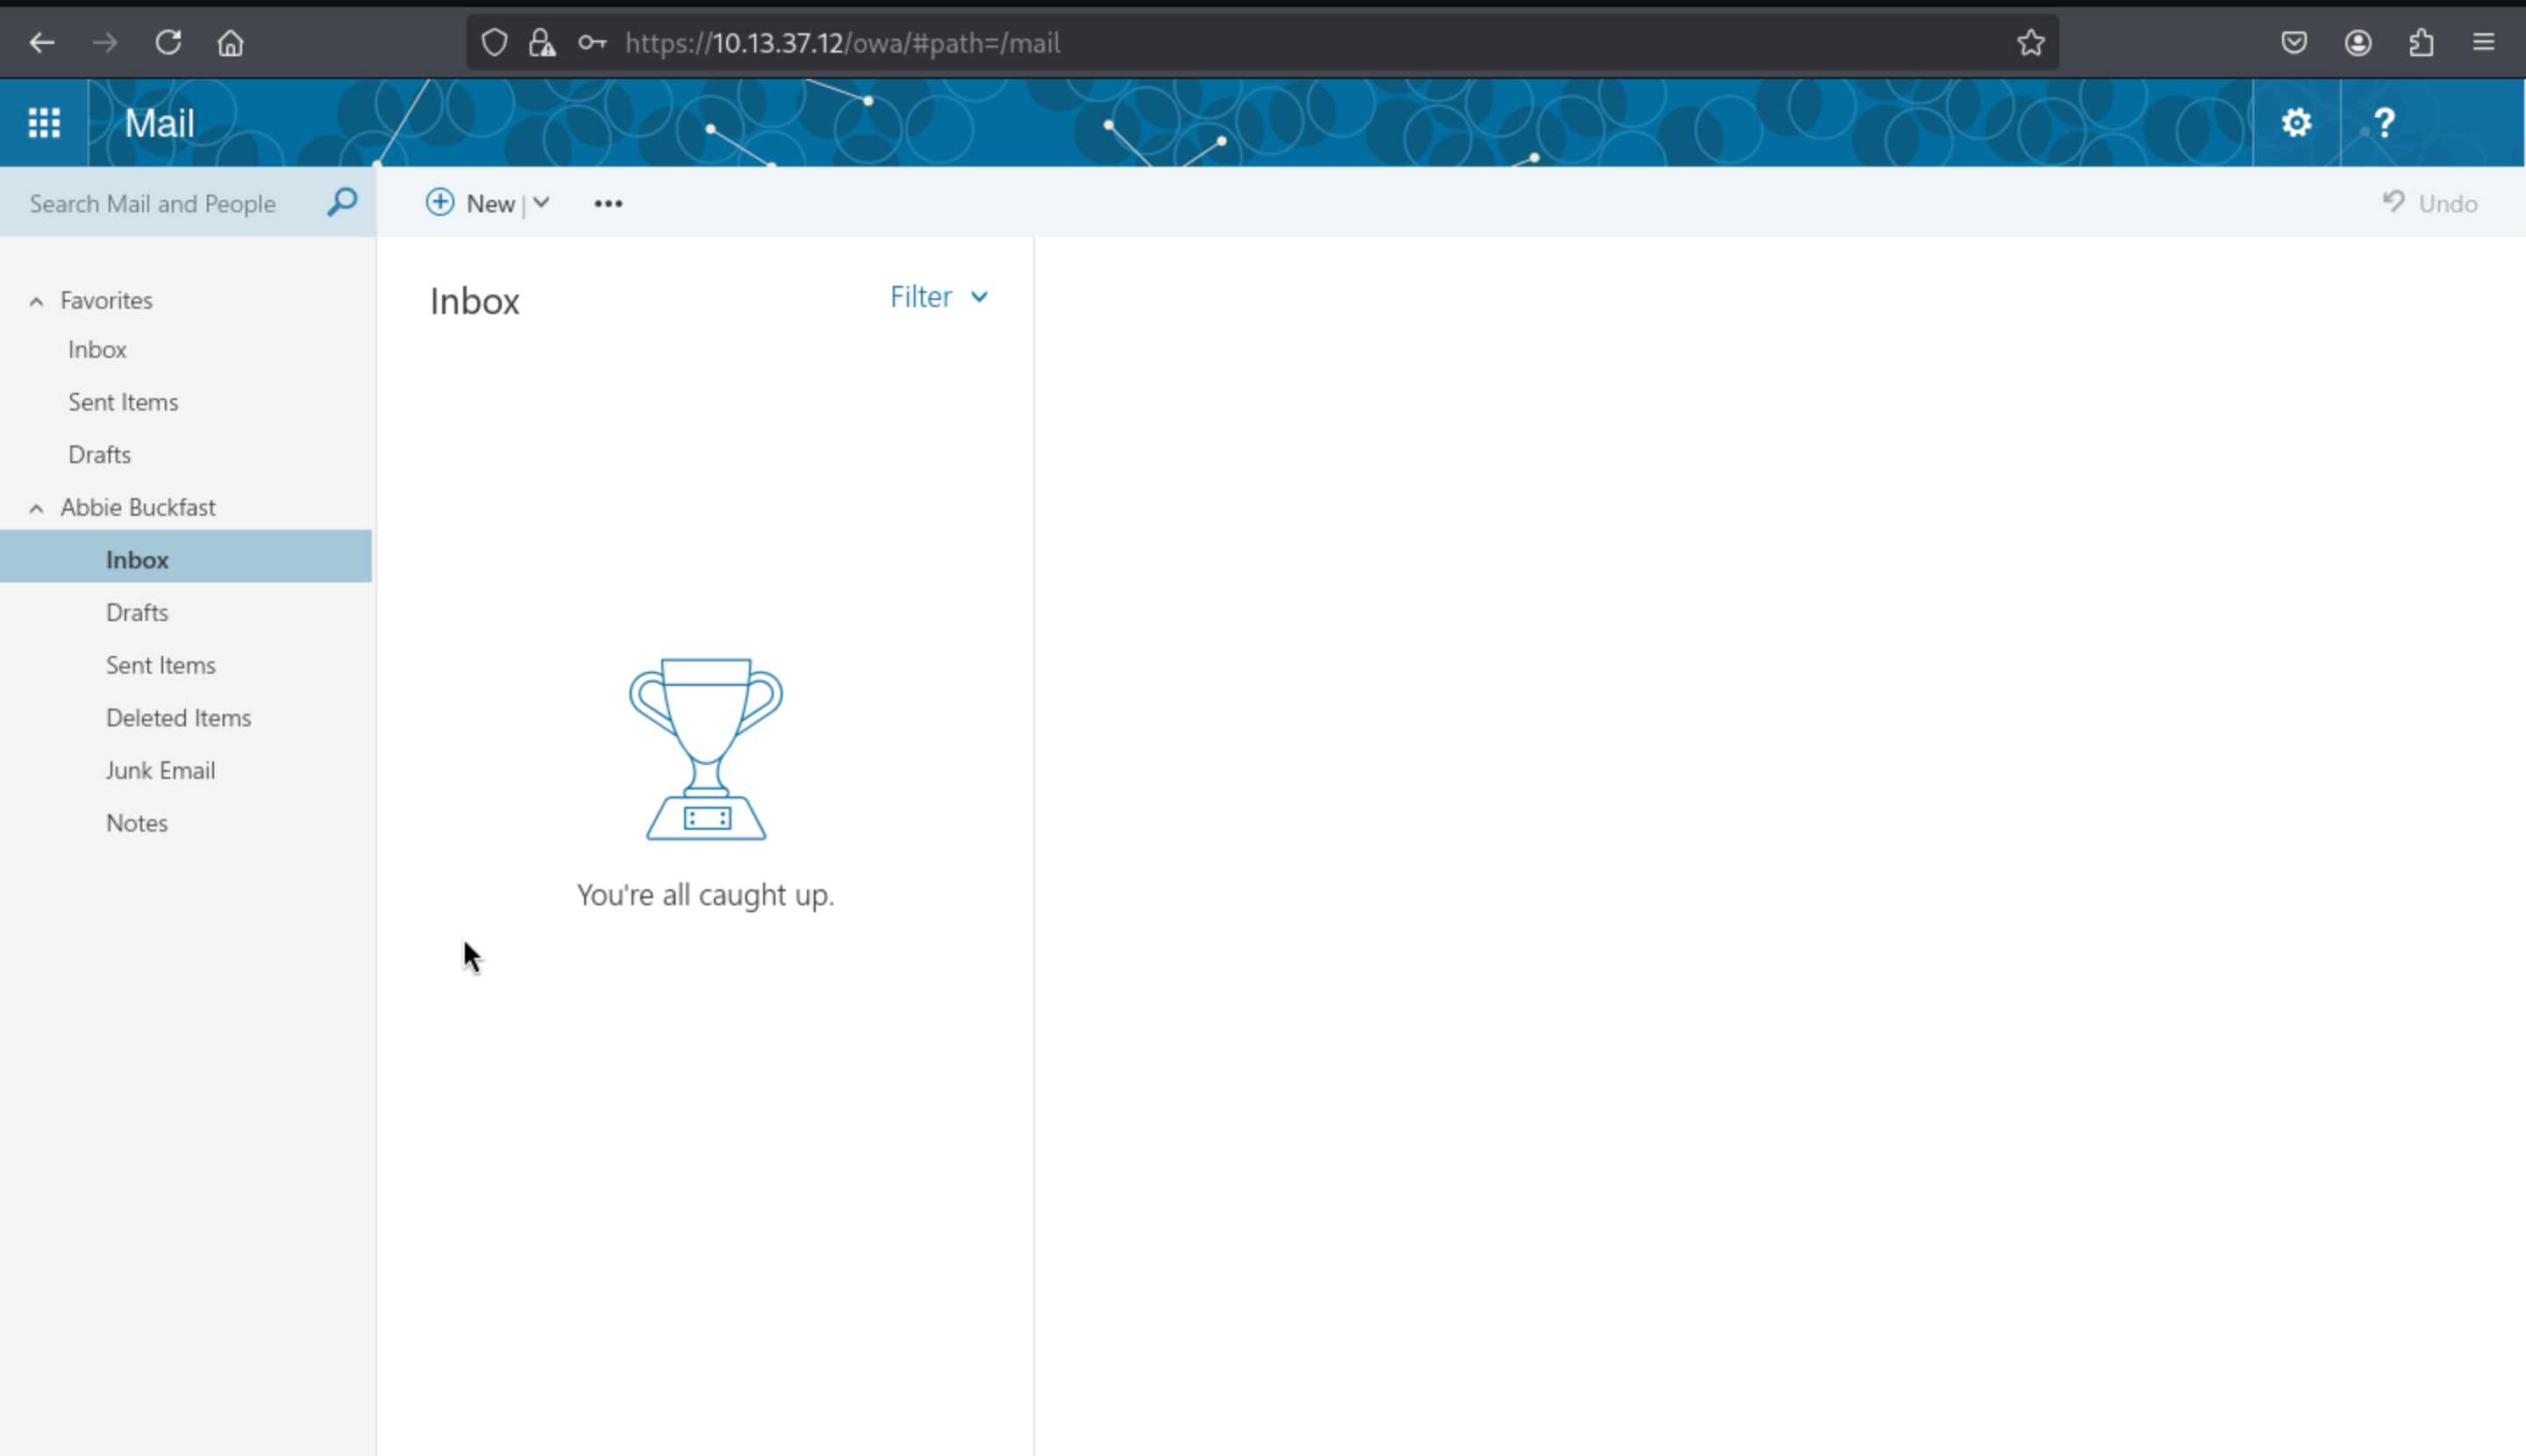 https://10.13.37.12/owa/#path=/mail
Mail
?
Search Mail and People
New
Undo
Favorites
Inbox
Sent Items
Drafts
Abbie Buckfast
Inbox
Drafts
Sent Items
Deleted Items
Junk Email
Notes
Inbox
Filter
You're all caught up.